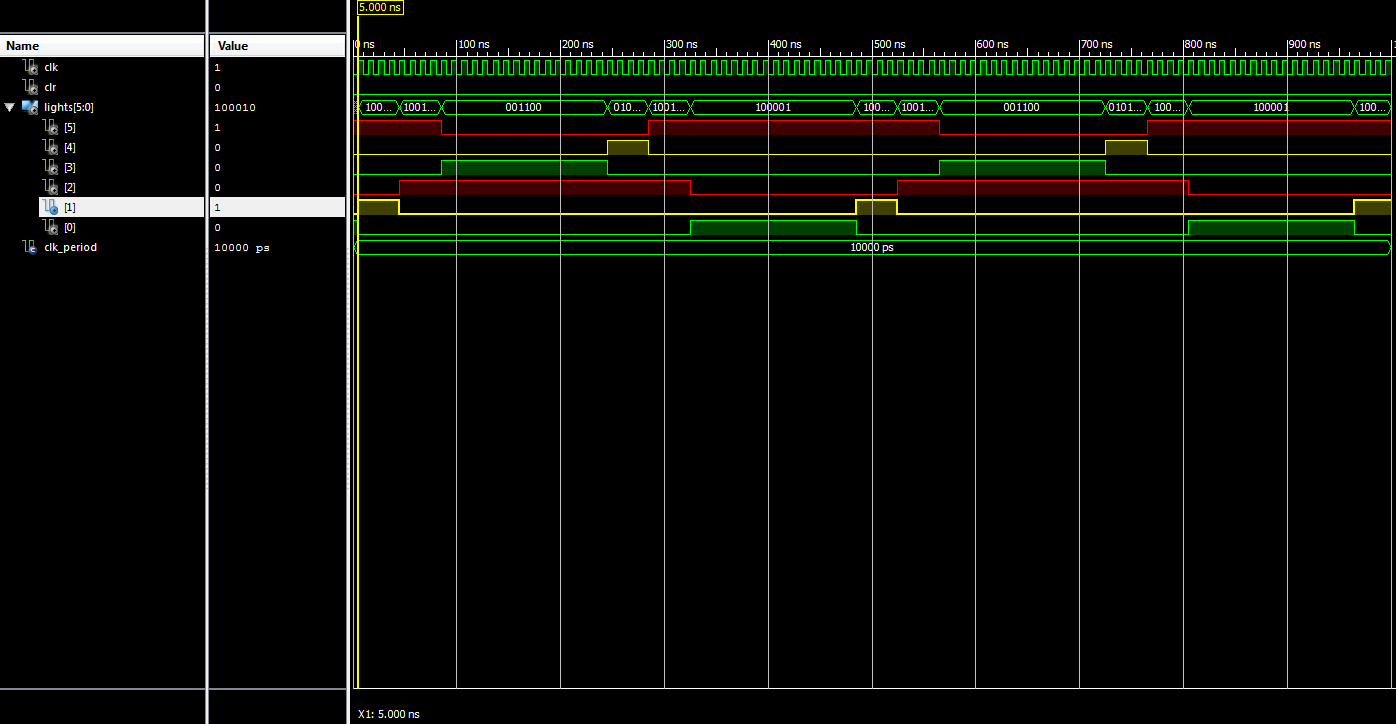 5.000 ns
Name Value
0 ns 100 ns 200 ns 300 ns 400 ns 500 ns 600 ns 700 ns 800 ns 900 ns
clk 1
clr 0
lights[5:0] 100010 100... 1001... 001100 010... 1001... 100001 100... 1001... 001100 0101... 100... 100001 100...
[5] 1
[4] 0
[3] 0
[2] 0
[1] 1
[0] 0
clk_period 10000 ps 10000 ps
X1: 5.000 ns